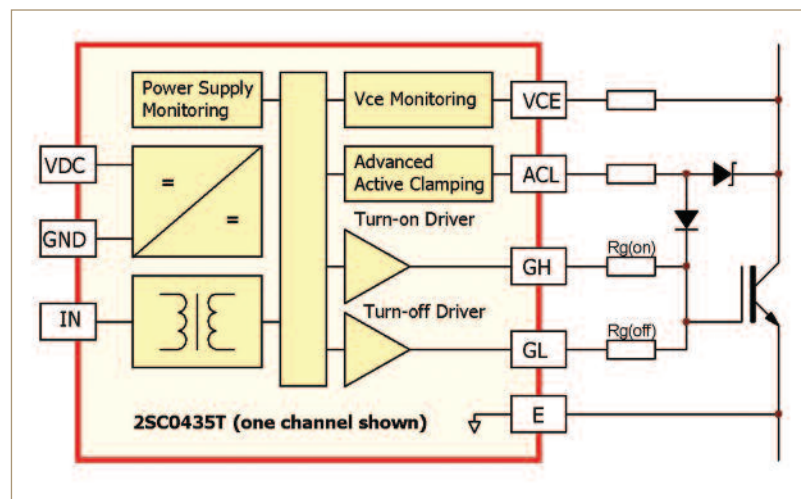 Power Supply
Monitoring
Vce Monitoring
VCE
VDC
=
=
Advanced
Active Clamping
ACL
Turn-on Driver
GND
GH
Rg(on)
IN
Turn-off Driver
GL
Rg(off)
E
2SC0435T (one channel shown)